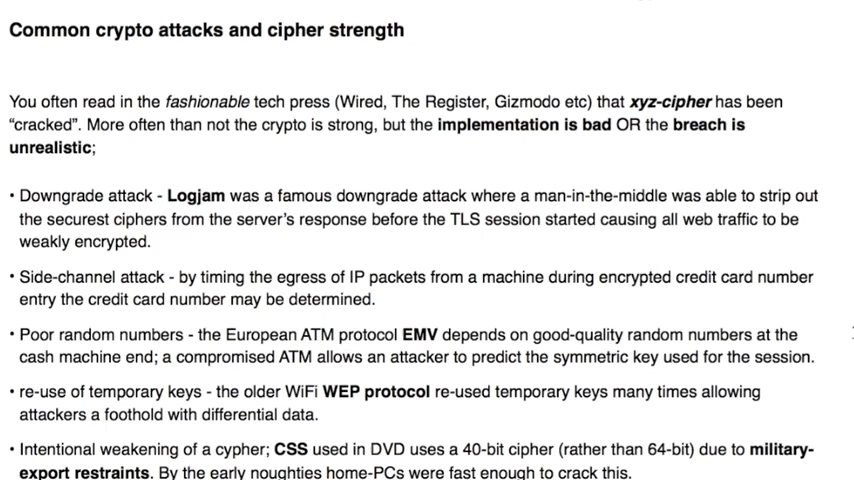 Common crypto attacks and cipher strength
You often read in the fashionable tech press (Wired, The Register, Gizmodo etc) that xyz-cipher has been
“cracked”. More often than not the crypto is strong, but the implementation is bad OR the breach is
unrealistic;
• Downgrade attack - Logjam was a famous downgrade attack where a man-in-the-middle was able to strip out
the securest ciphers from the server’s response before the TLS session started causing all web traffic to be
weakly encrypted.
• Side-channel attack - by timing the egress of IP packets from a machine during encrypted credit card number
entry the credit card number may be determined.
• Poor random numbers - the European ATM protocol EMV depends on good-quality random numbers at the
cash machine end; a compromised ATM allows an attacker to predict the symmetric key used for the session.
• re-use of temporary keys - the older WiFi WEP protocol re-used temporary keys many times allowing
attackers a foothold with differential data.
• Intentional weakening of a cypher; CSS used in DVD uses a 40-bit cipher (rather than 64-bit) due to military-
export restraints. By the early noughties home-PCs were fast enough to crack this.